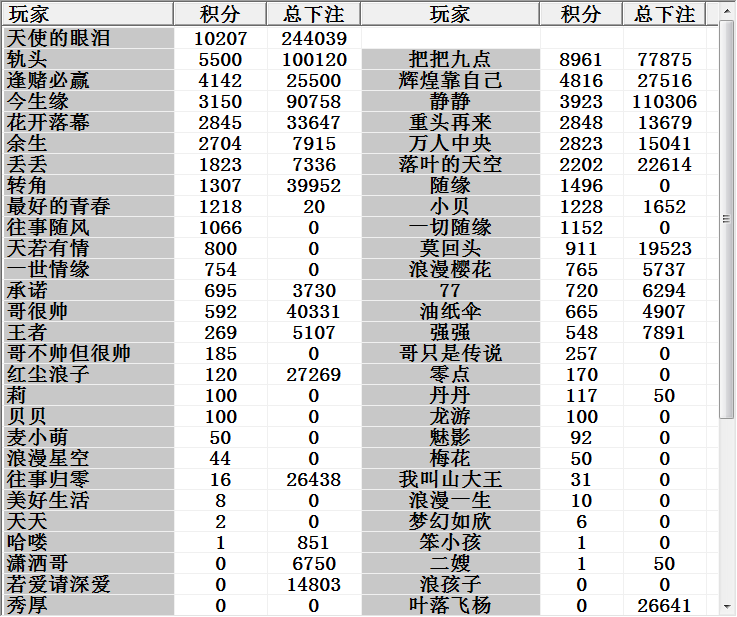 玩家 积分 总下注 玩家 积分 总下注
天使的眼泪 10207 244039
轨头 5500 100120 把把九点 8961 77875
逢赌必赢 4142 25500 辉煌靠自己 4816 27516
今生缘 3150 90758 静静 3923 110306
花开落幕 2845 33647 重头再来 2848 13679
余生 2704 7915 万人中央 2823 15041
丢丢 1823 7336 落叶的天空 2202 22614
转角 1307 39952 随缘 1496 0
最好的青春 1218 20 小贝 1228 1652
往事随风 1066 0 一切随缘 1152 0
天若有情 800 0 莫回头 911 19523
一世情缘 754 0 浪漫樱花 765 5737
承诺 695 3730 77 720 6294
哥很帅 592 40331 油纸伞 665 4907
王者 269 5107 强强 548 7891
哥不帅但很帅 185 0 哥只是传说 257 0
红尘浪子 120 27269 零点 170 0
莉 100 0 丹丹 117 50
贝贝 100 0 龙游 100 0
麦小萌 50 0 魅影 92 0
浪漫星空 44 0 梅花 50 0
往事归零 16 26438 我叫山大王 31 0
美好生活 8 0 浪漫一生 10 0
天天 2 0 梦幻如欣 6 0
哈喽 1 851 笨小孩 1 0
潇洒哥 0 6750 二嫂 1 50
若爱请深爱 0 14803 浪孩子 0 0
秀厚 0 0 叶落飞杨 0 26641